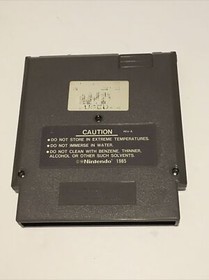 CAUTION
REV-A
•DO NOT STORE IN EXTREME TEMPERATURES.
•DO NOT IMMERSE IN WATER.
•DO NOT CLEAN WITH BENZENE, THINNER,
ALCOHOL OR OTHER SUCH SOLVENTS.
©Nintendo 1985